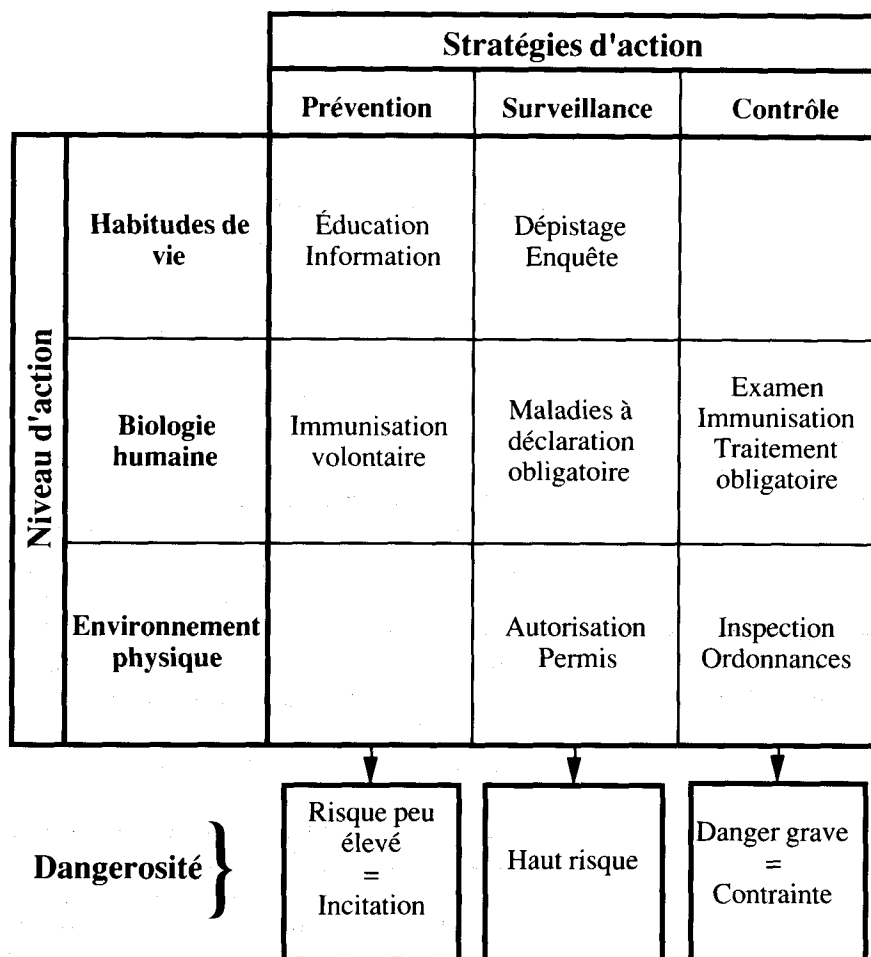 Stratégies d'action
Prévention
Surveillance
Contrôle
Niveau d'action
Habitudes de
vie
Éducation
Information
Dépistage
Enquête
Biologie
humaine
Immunisation
volontaire
Maladies à
déclaration
obligatoire
Examen
Immunisation
Traitement
obligatoire
Environnement
physique
Autorisation
Permis
Inspection
Ordonnances
Dangerosité }
Risque peu
élevé
=
Incitation
Haut risque
Danger grave
=
Contrainte